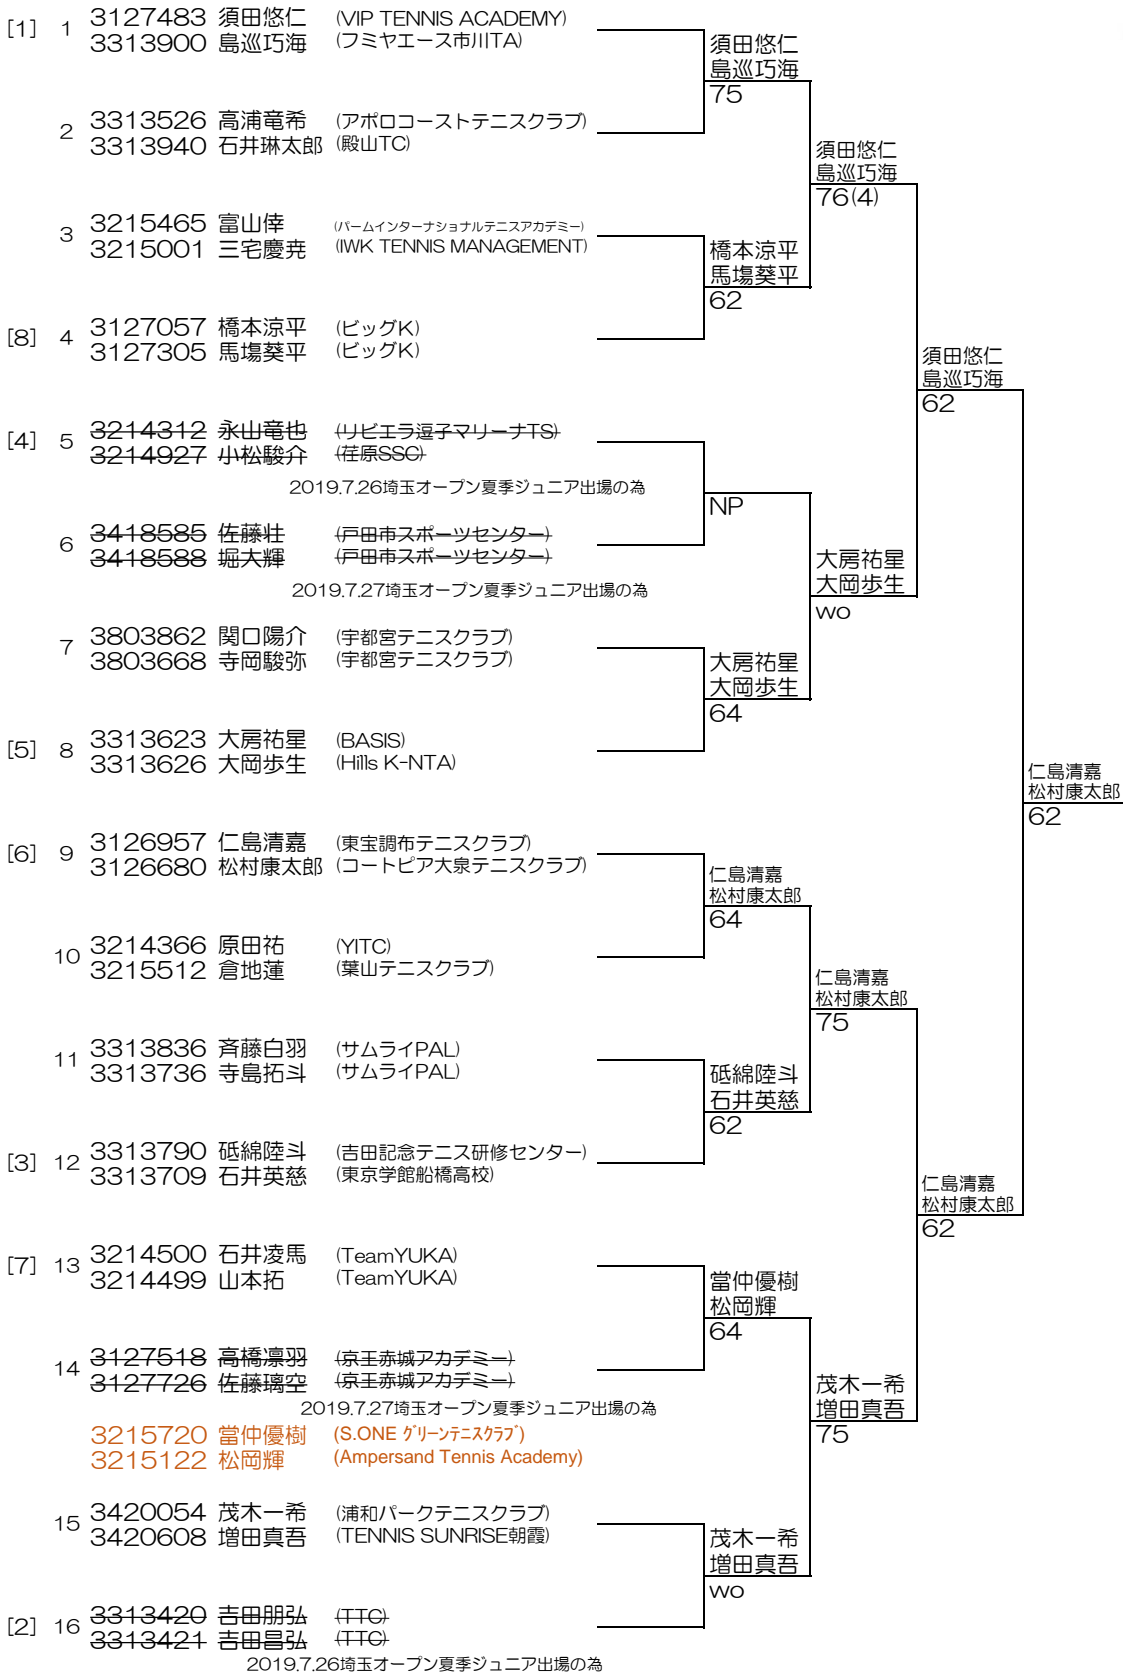 [1] 1 3127483 須田悠仁 (VIP TENNIS ACADEMY)
3313900 島巡巧海 (フミヤエース市川TA)
須田悠仁
島巡巧海
75
2 3313526 高浦竜希 (アポロコーストテニスクラブ)
3313940 石井琳太郎 (殿山TC)
須田悠仁
島巡巧海
76(4)
3 3215465 富山倖 (パームインターナショナルテニスアカデミー)
3215001 三宅慶尭 (IWK TENNIS MANAGEMENT)
橋本涼平
馬塲葵平
62
[8] 4 3127057 橋本涼平 (ビッグK)
3127305 馬塲葵平 (ビッグK)
須田悠仁
島巡巧海
62
[4] 5 3214312 永山竜也 (リビエラ逗子マリーナTS)
3214927 小松駿介 (荏原SSC)
2019.7.26埼玉オープン夏季ジュニア出場の為
NP
6 3418585 佐藤壮 (戸田市スポーツセンター)
3418588 堀大輝 (戸田市スポーツセンター)
2019.7.27埼玉オープン夏季ジュニア出場の為
大房祐星
大岡歩生
wo
7 3803862 関口陽介 (宇都宮テニスクラブ)
3803668 寺岡駿弥 (宇都宮テニスクラブ)
大房祐星
大岡歩生
64
[5] 8 3313623 大房祐星 (BASIS)
3313626 大岡歩生 (Hills K-NTA)
仁島清嘉
松村康太郎
62
[6] 9 3126957 仁島清嘉 (東宝調布テニスクラブ)
3126680 松村康太郎 (コートピア大泉テニスクラブ)
仁島清嘉
松村康太郎
64
10 3214366 原田祐 (YITC)
3215512 倉地蓮 (葉山テニスクラブ)
仁島清嘉
松村康太郎
75
11 3313836 斉藤白羽 (サムライPAL)
3313736 寺島拓斗 (サムライPAL)
砥綿陸斗
石井英慈
62
[3] 12 3313790 砥綿陸斗 (吉田記念テニス研修センター)
3313709 石井英慈 (東京学館船橋高校)
仁島清嘉
松村康太郎
62
[7] 13 3214500 石井凌馬 (TeamYUKA)
3214499 山本拓 (TeamYUKA)
當仲優樹
松岡輝
64
14 3127518 高橋凛羽 (京王赤城アカデミー)
3127726 佐藤璃空 (京王赤城アカデミー)
2019.7.27埼玉オープン夏季ジュニア出場の為
茂木一希
増田真吾
75
3215720 當仲優樹 (S.ONE ｸﾞﾘｰﾝﾃﾆｽｸﾗﾌﾞ)
3215122 松岡輝 (Ampersand Tennis Academy)
15 3420054 茂木一希 (浦和パークテニスクラブ)
3420608 増田真吾 (TENNIS SUNRISE朝霞)
茂木一希
増田真吾
wo
[2] 16 3313420 吉田朋弘 (TTC)
3313421 吉田昌弘 (TTC)
2019.7.26埼玉オープン夏季ジュニア出場の為